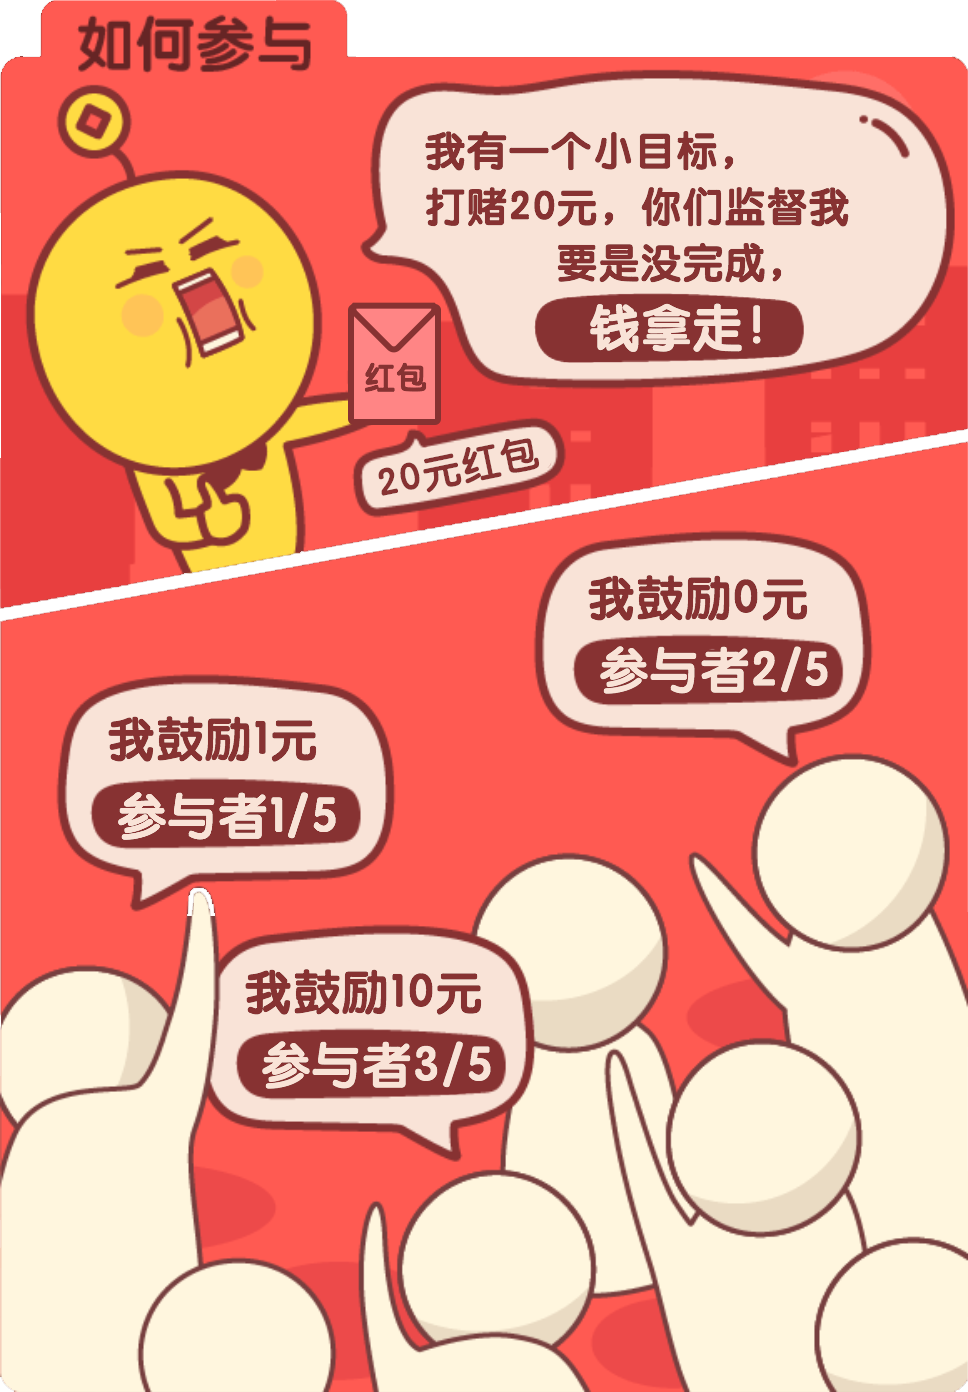 如何参与
我有一个小目标，
打赌20元，你们监督我
要是没完成，
钱拿走！
红包
20元红包
我鼓励0元
参与者2/5
我鼓励1元
参与者1/5
我鼓励10元
参与者3/5